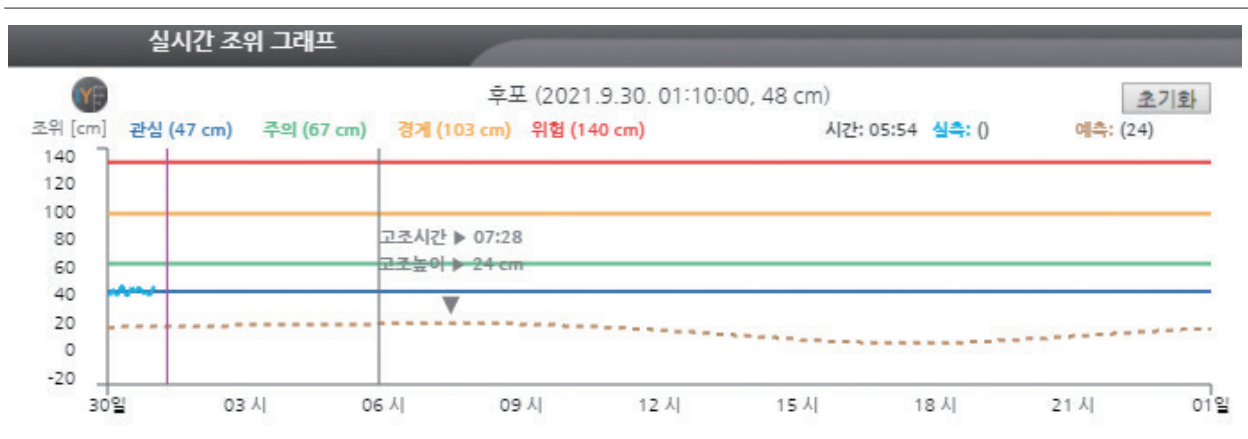 실시간 조위 그래프
YE
후포 (2021.9.30. 01:10:00, 48 cm)
초기화
조위 [cm] 관심 (47 cm) 주의 (67 cm) 경계 (103 cm) 위험 (140 cm) 시간: 05:54 실측: () 예측: (24)
140
120
100
80
60
40
20
0
-20
고조시간 ▶ 07:28
고조높이 ▶ 24 cm
30일 03 시 06 시 09 시 12 시 15 시 18 시 21 시 01일